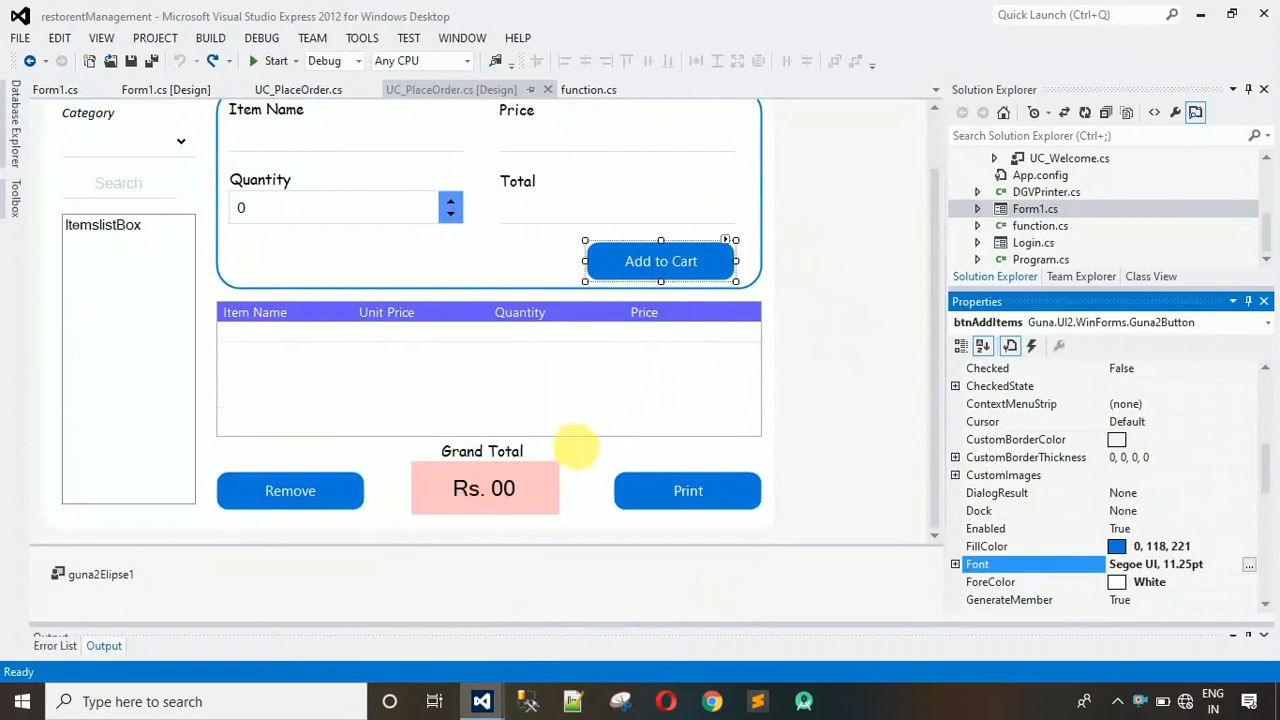 restorentManagement - Microsoft Visual Studio Express 2012 for Windows Desktop
Quick Launch (Ctrl+Q)
FILE EDIT VIEW PROJECT BUILD DEBUG TEAM TOOLS TEST WINDOW HELP
Start Debug Any CPU
Form1.cs Form1.cs [Design] UC_PlaceOrder.cs UC_PlaceOrder.cs [Design] function.cs
Database Explorer
Toolbox
Category
Search
ItemslistBox
Item Name Price
Quantity Total
0
Add to Cart
Item Name Unit Price Quantity Price
Grand Total
Remove Rs. 00 Print
guna2Elipse1
Output
Error List Output
Ready
Solution Explorer
Search Solution Explorer (Ctrl+;)
UC_Welcome.cs
App.config
DGVPrinter.cs
Form1.cs
function.cs
Login.cs
Program.cs
Solution Explorer Team Explorer Class View
Properties
btnAddItems Guna.UI2.WinForms.Guna2Button
Checked False
CheckedState
ContextMenuStrip (none)
Cursor Default
CustomBorderColor
CustomBorderThickness 0, 0, 0, 0
CustomImages
DialogResult None
Dock None
Enabled True
FillColor 0, 118, 221
Font Segoe UI, 11.25pt ...
ForeColor White
GenerateMember True
Type here to search
ENG
IN